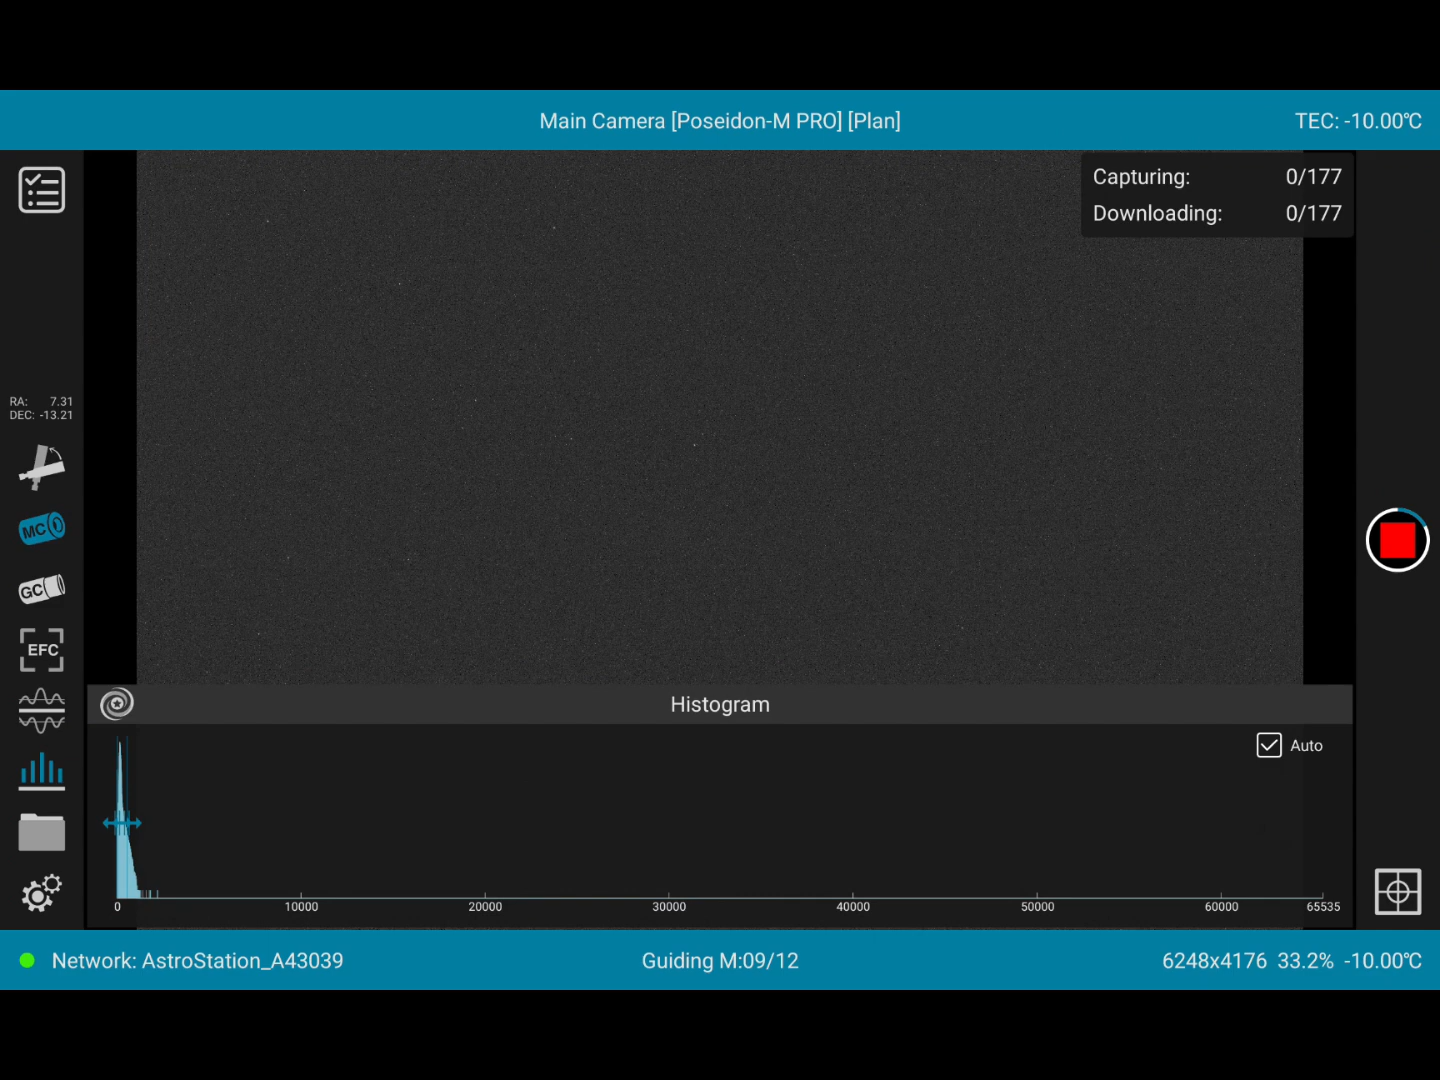 Main Camera [Poseidon-M PRO] [Plan]
TEC: -10.00℃
Capturing: 0/177
Downloading: 0/177
RA: 7.31
DEC: -13.21
MC
GC
EFC
Histogram
Auto
0 10000 20000 30000 40000 50000 60000 65535
Network: AstroStation_A43039
Guiding M:09/12
6248x4176 33.2% -10.00℃